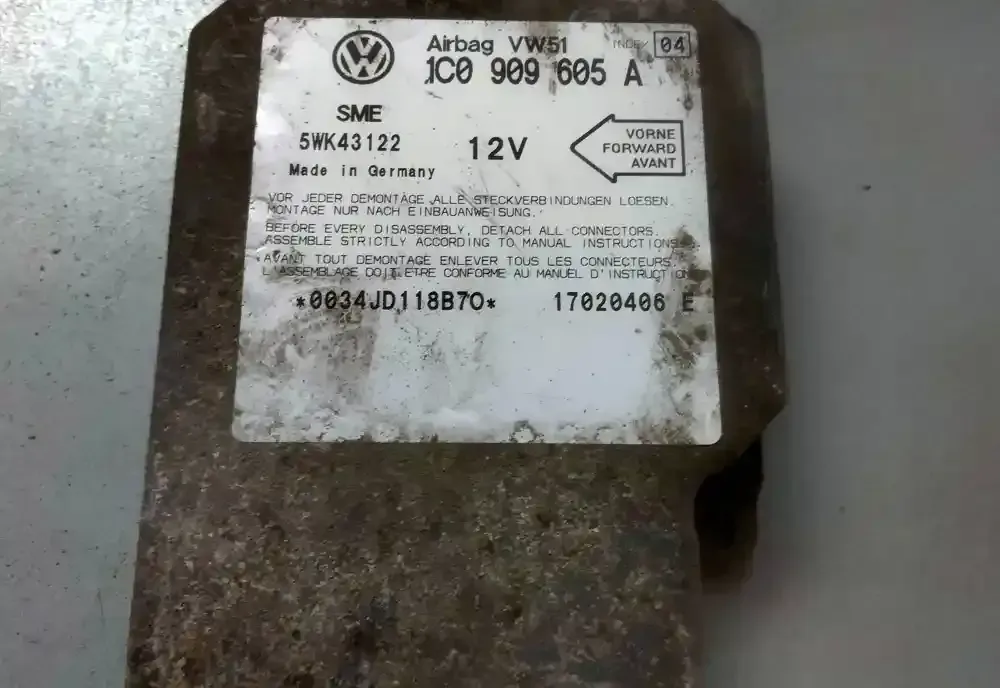 VW
Airbag VW51
INDEX 04
1C0 909 605 A
SME
5WK43122
12V
VORNE
FORWARD
AVANT
Made in Germany
VOR JEDER DEMONTAGE ALLE STECKVERBINDUNGEN LOESEN.
MONTAGE NUR NACH EINBAUANWEISUNG.
BEFORE EVERY DISASSEMBLY, DETACH ALL CONNECTORS.
ASSEMBLE STRICTLY ACCORDING TO MANUAL INSTRUCTIONS
AVANT TOUT DEMONTAGE ENLEVER TOUS LES CONNECTEURS.
L'ASSEMBLAGE DOIT ETRE CONFORME AU MANUEL D'INSTRUCTION
*0034JD118B7O* 17020406 E